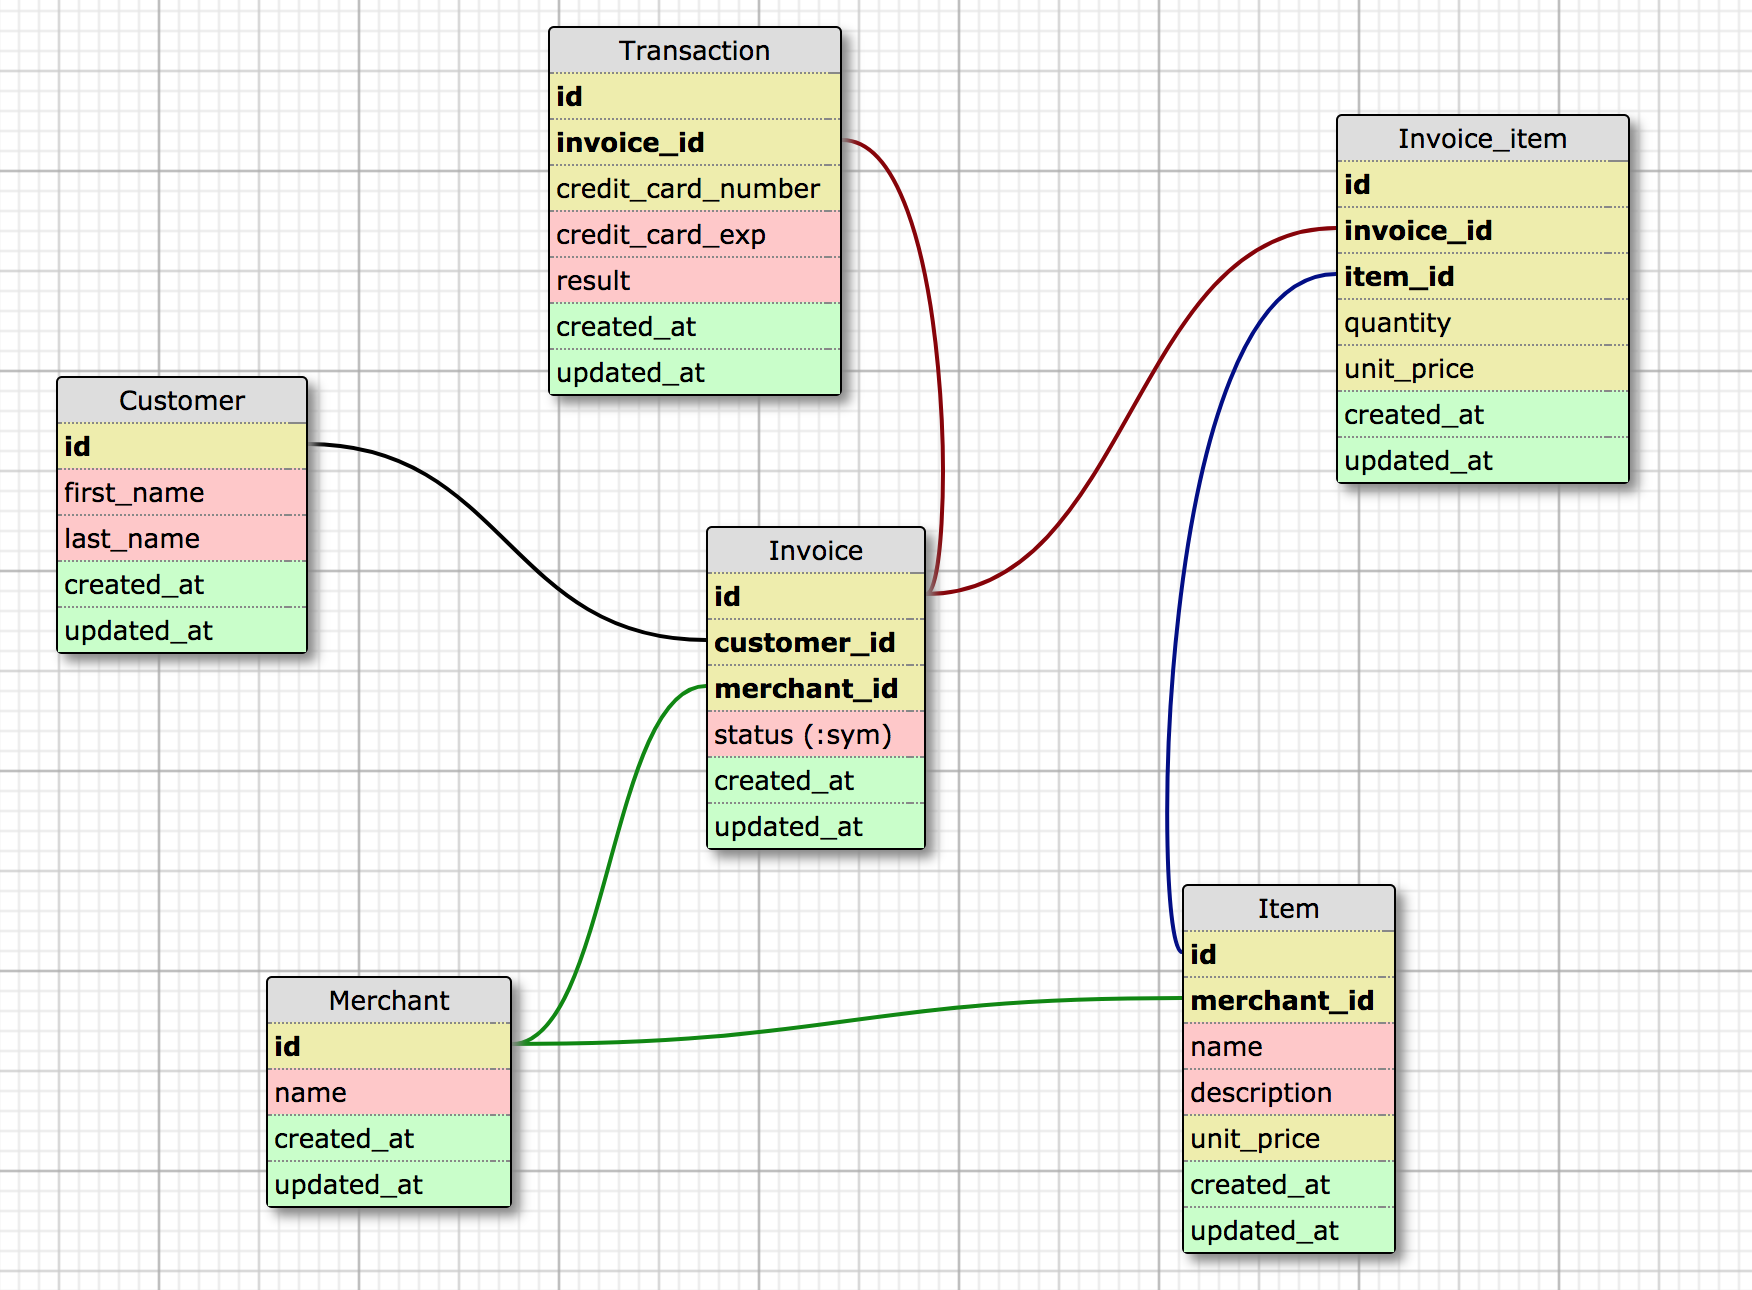 Transaction
id
invoice_id
credit_card_number
credit_card_exp
result
created_at
updated_at
Invoice_item
id
invoice_id
item_id
quantity
unit_price
created_at
updated_at
Customer
id
first_name
last_name
created_at
updated_at
Invoice
id
customer_id
merchant_id
status (:sym)
created_at
updated_at
Item
id
merchant_id
name
description
unit_price
created_at
updated_at
Merchant
id
name
created_at
updated_at